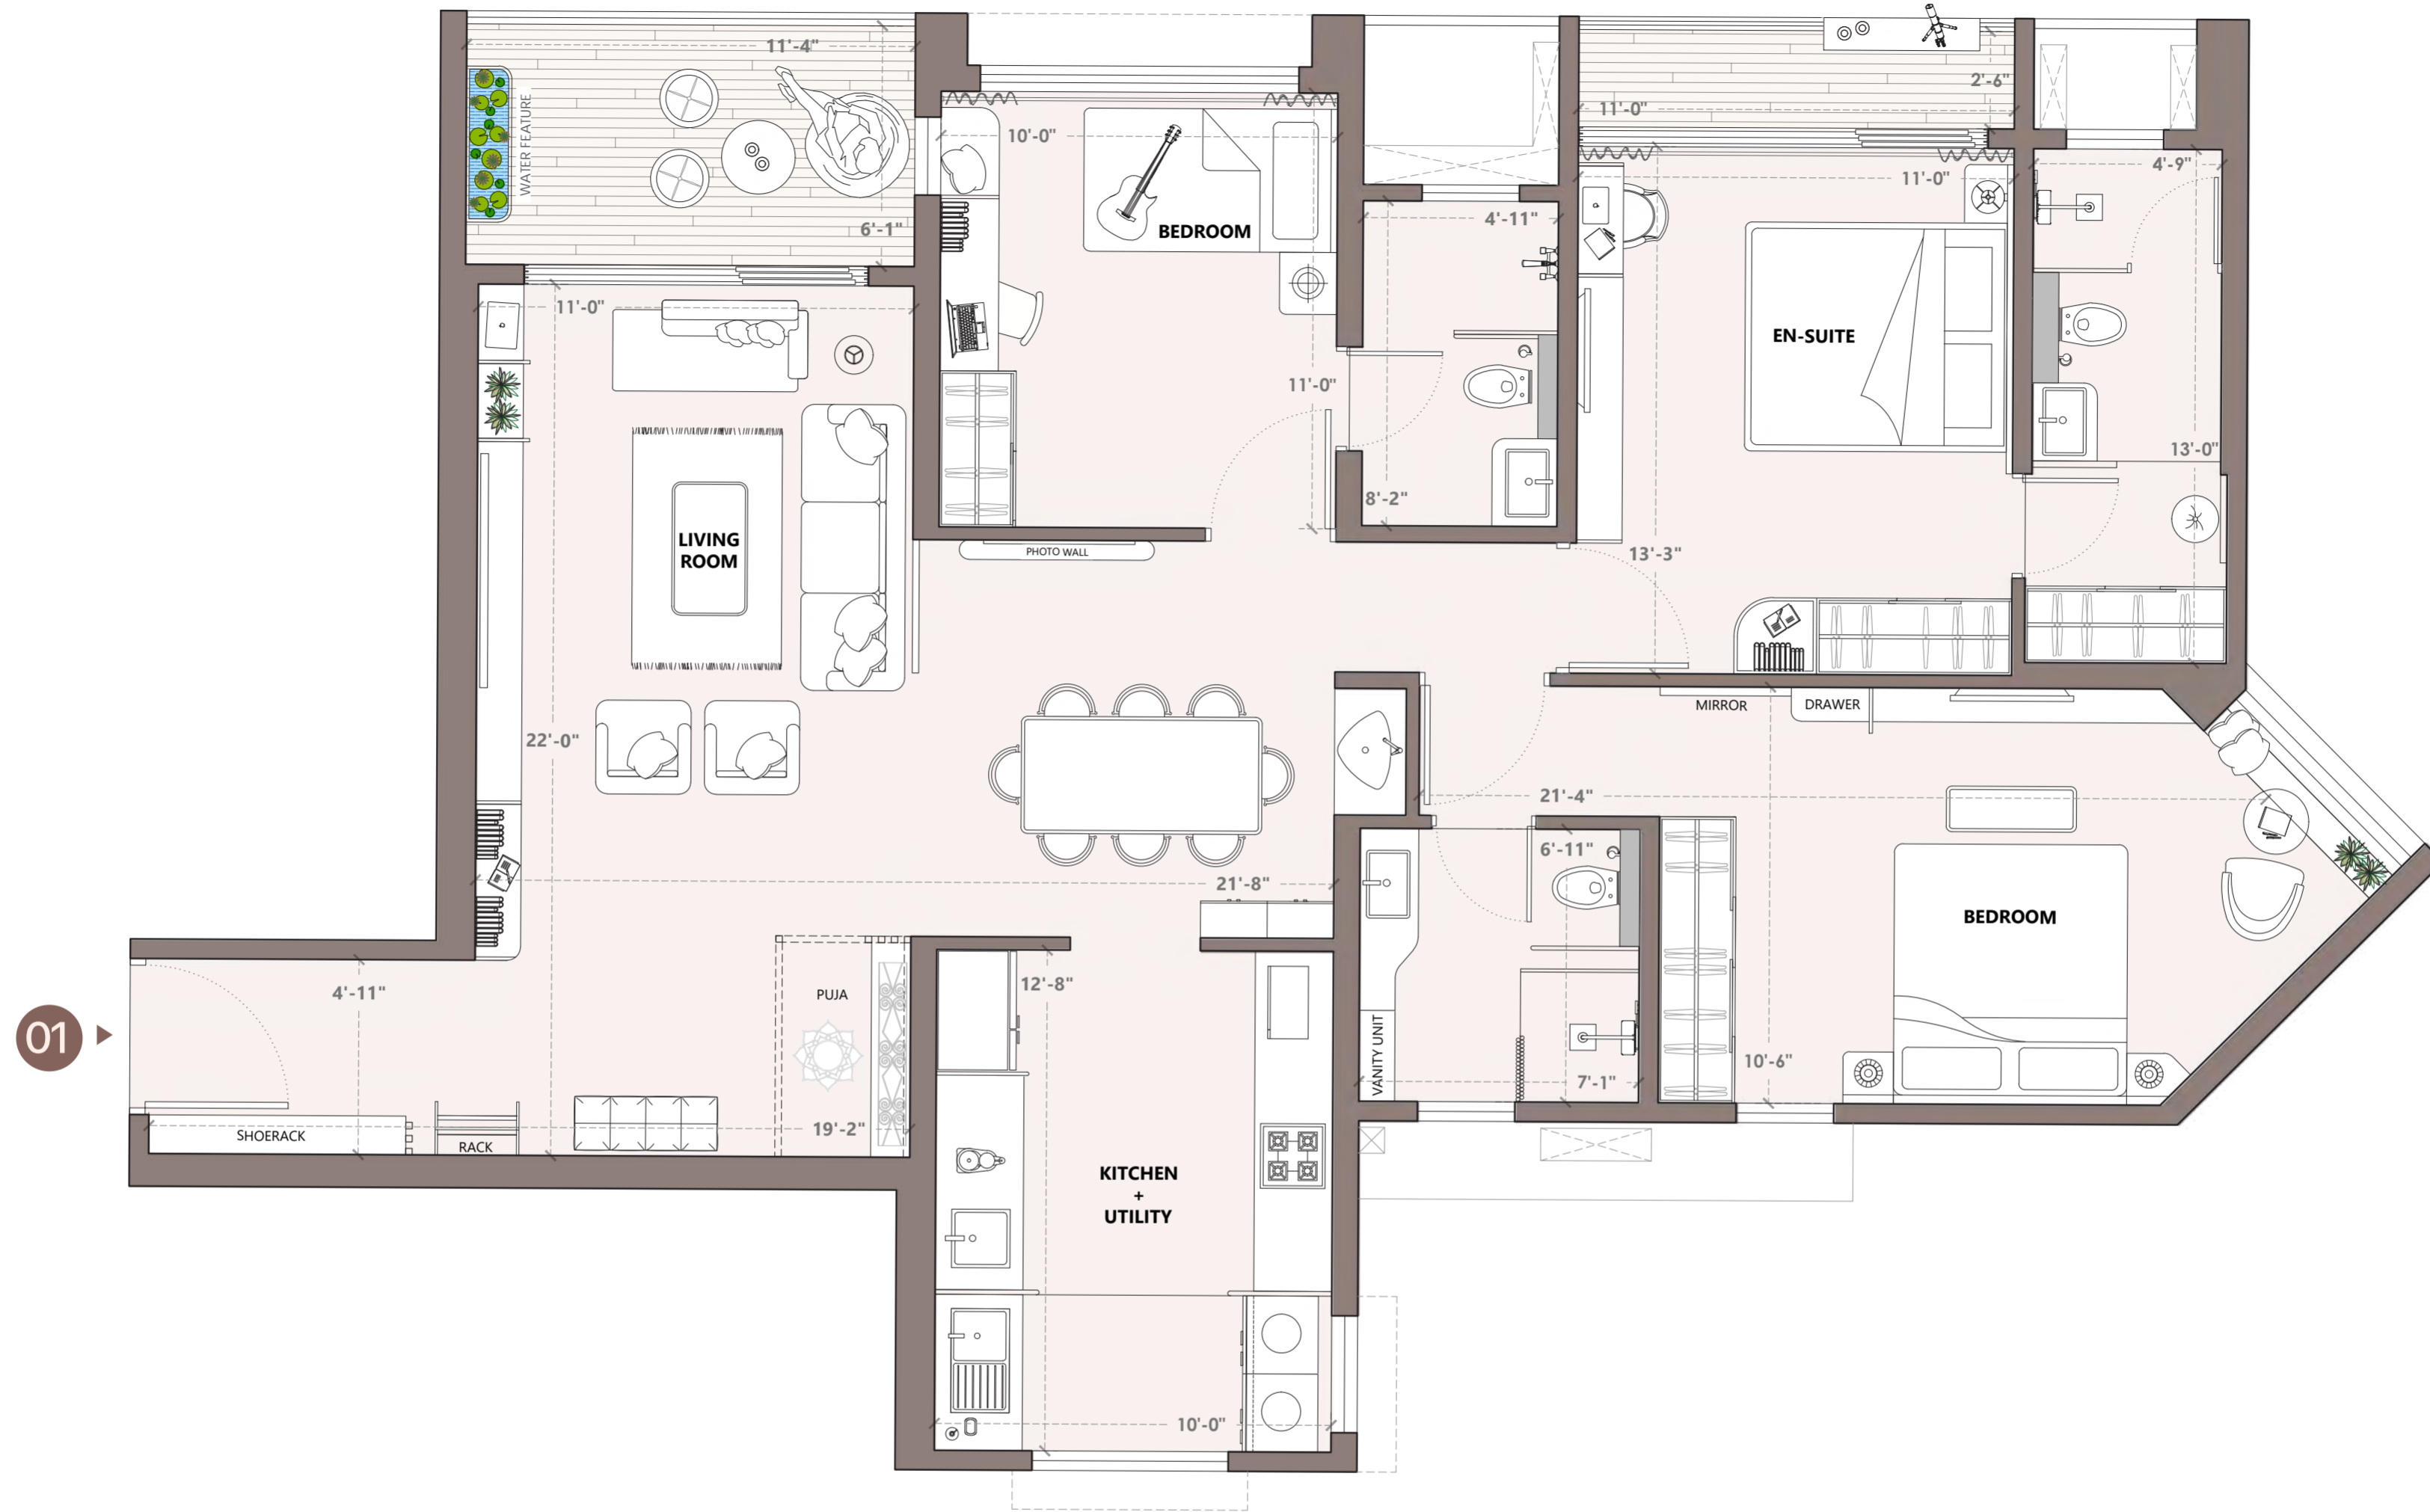 11'-4"
WATER FEATURE
6'-1"
10'-0"
BEDROOM
11'-0"
4'-11"
8'-2"
2'-6"
11'-0"
11'-0"
EN-SUITE
13'-3"
4'-9"
13'-0"
11'-0"
LIVING
ROOM
22'-0"
PHOTO WALL
21'-8"
MIRROR
DRAWER
21'-4"
BEDROOM
10'-6"
6'-11"
7'-1"
VANITY UNIT
01
4'-11"
SHOERACK
RACK
PUJA
19'-2"
12'-8"
KITCHEN
+
UTILITY
10'-0"